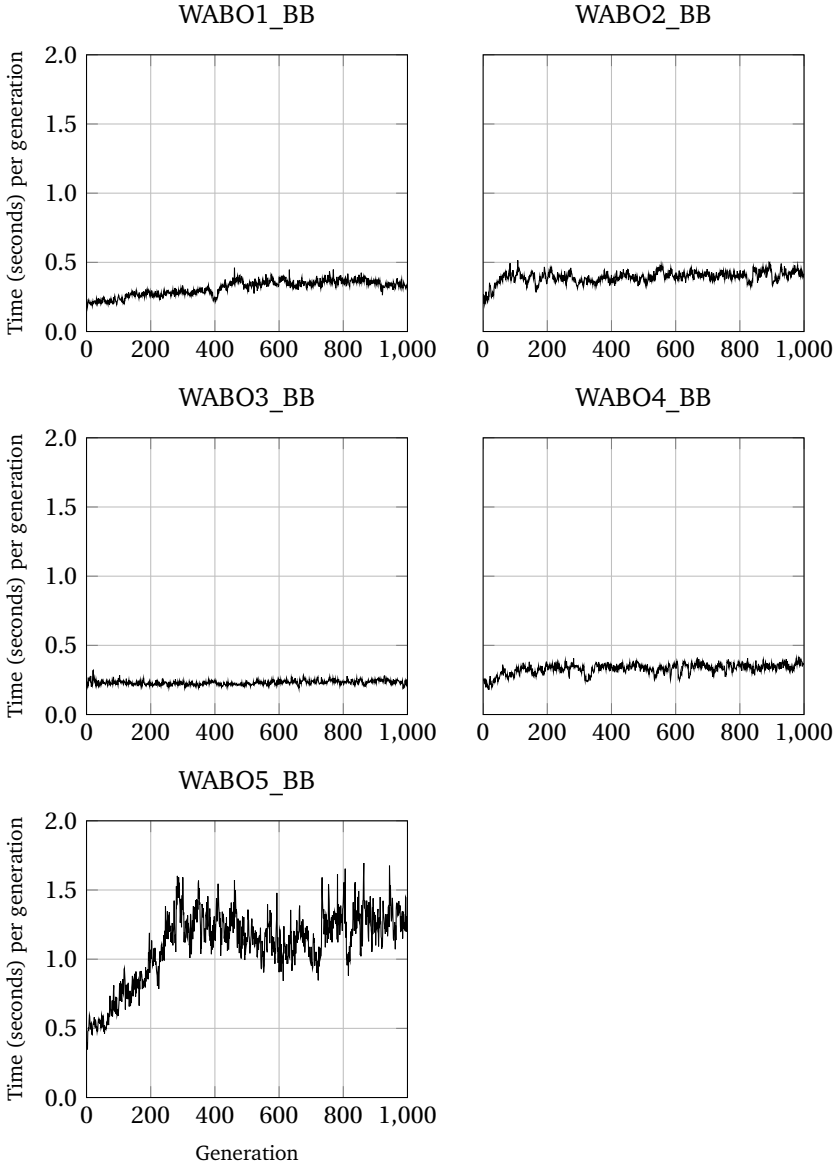 WABO1_BB
WABO2_BB
Time (seconds) per generation
2.0
1.5
1.0
0.5
0.0
0 200 400 600 800 1,000
0 200 400 600 800 1,000
WABO3_BB
WABO4_BB
Time (seconds) per generation
2.0
1.5
1.0
0.5
0.0
0 200 400 600 800 1,000
0 200 400 600 800 1,000
WABO5_BB
Time (seconds) per generation
2.0
1.5
1.0
0.5
0.0
0 200 400 600 800 1,000
Generation